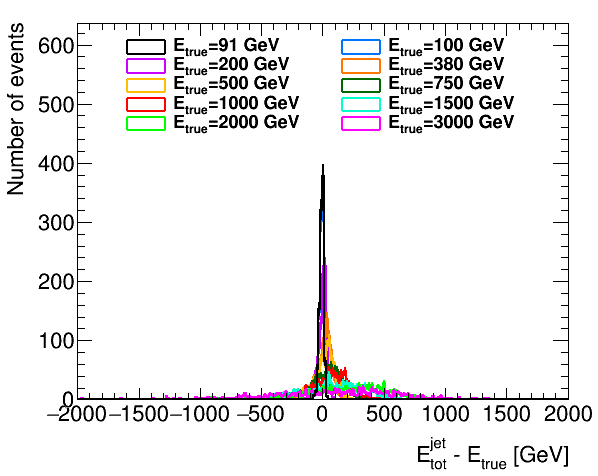 Number of events
600
500
400
300
200
100
0
E_true=91 GeV E_true=100 GeV
E_true=200 GeV E_true=380 GeV
E_true=500 GeV E_true=750 GeV
E_true=1000 GeV E_true=1500 GeV
E_true=2000 GeV E_true=3000 GeV
−2000 −1500 −1000 −500 0 500 1000 1500 2000
E_tot^jet - E_true [GeV]